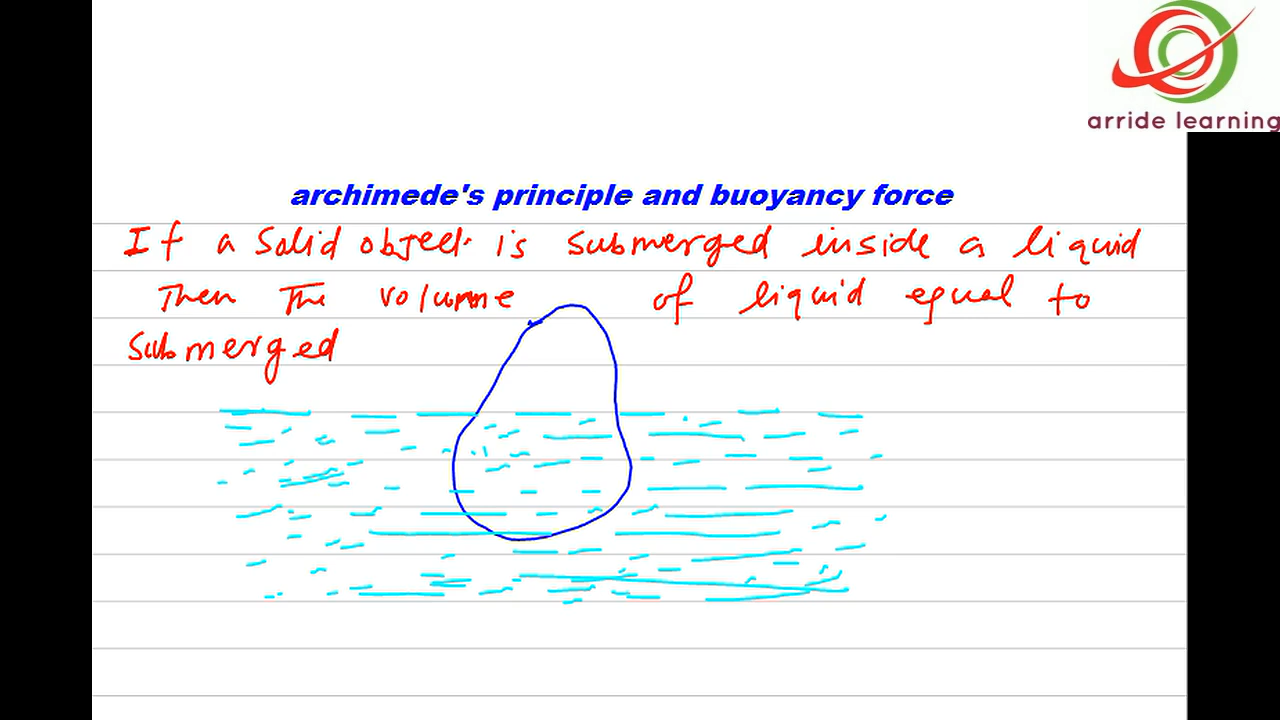 arride learning
archimede's principle and buoyancy force
If a Solid object is submerged inside a liquid
Then The volume of liquid equal to
Submerged